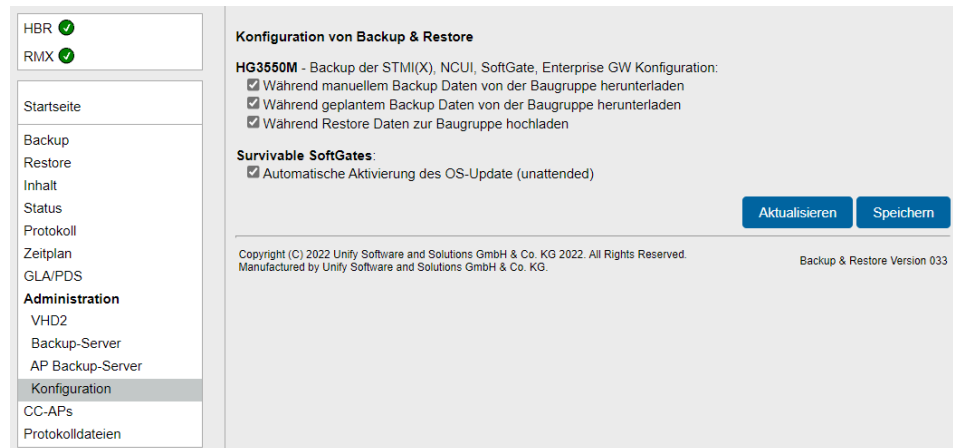 HBR
RMX
Startseite
Backup
Restore
Inhalt
Status
Protokoll
Zeitplan
GLA/PDS
Administration
VHD2
Backup-Server
AP Backup-Server
Konfiguration
CC-APs
Protokolldateien
Konfiguration von Backup & Restore
HG3550M - Backup der STMI(X), NCUI, SoftGate, Enterprise GW Konfiguration:
Während manuellem Backup Daten von der Baugruppe herunterladen
Während geplantem Backup Daten von der Baugruppe herunterladen
Während Restore Daten zur Baugruppe hochladen
Survivable SoftGates:
Automatische Aktivierung des OS-Update (unattended)
Aktualisieren
Speichern
Copyright (C) 2022 Unify Software and Solutions GmbH & Co. KG 2022. All Rights Reserved.
Manufactured by Unify Software and Solutions GmbH & Co. KG.
Backup & Restore Version 033